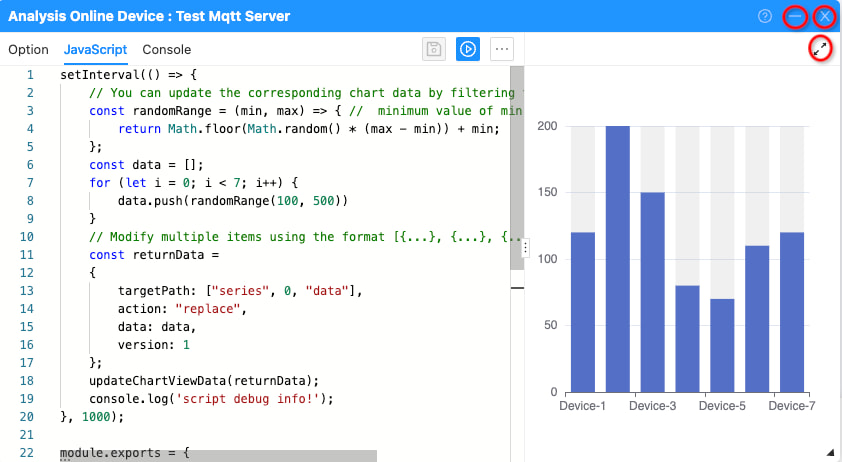 Analysis Online Device : Test Mqtt Server
Option JavaScript Console
1 setInterval(() => {
2 // You can update the corresponding chart data by filtering
3 const randomRange = (min, max) => { // minimum value of min
4 return Math.floor(Math.random() * (max - min)) + min;
5 };
6 const data = [];
7 for (let i = 0; i < 7; i++) {
8 data.push(randomRange(100, 500))
9 }
10 // Modify multiple items using the format [{...}, {...}, {..
11 const returnData =
12 {
13 targetPath: ["series", 0, "data"],
14 action: "replace",
15 data: data,
16 version: 1
17 };
18 updateChartViewData(returnData);
19 console.log('script debug info!');
20 }, 1000);
21
22 module.exports = {
200
150
100
50
0
Device-1 Device-3 Device-5 Device-7